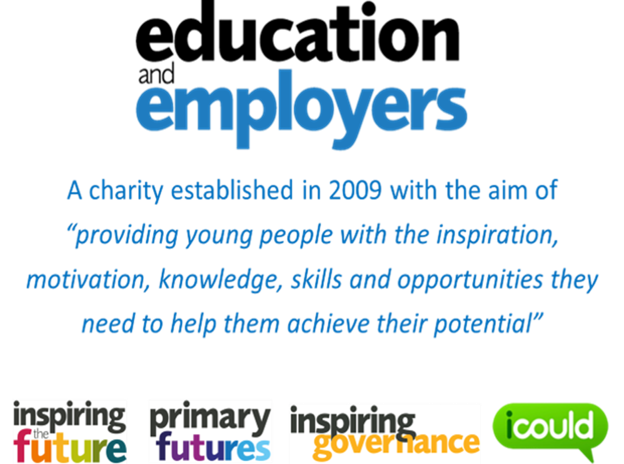 education
and
employers
A charity established in 2009 with the aim of
“providing young people with the inspiration,
motivation, knowledge, skills and opportunities they
need to help them achieve their potential”
inspiring
the
future
primary
futures
inspiring
governance
icould